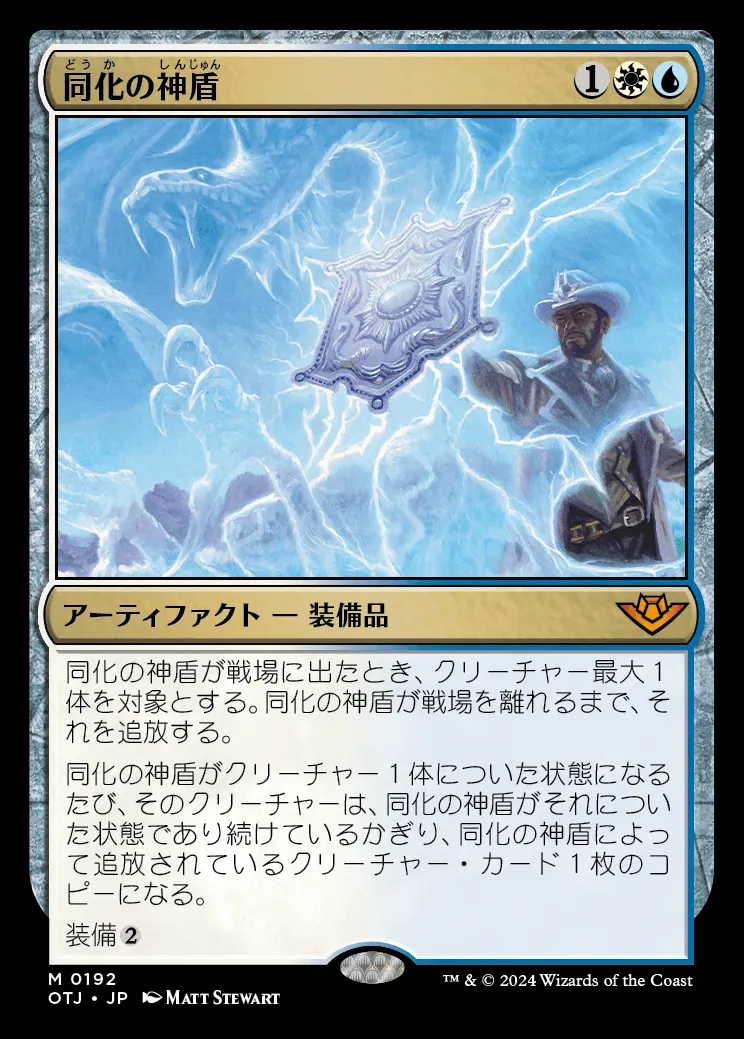 どうか しんじゅん
同化の神盾
1
アーティファクト — 装備品
同化の神盾が戦場に出たとき、クリーチャー最大1
体を対象とする。同化の神盾が戦場を離れるまで、そ
れを追放する。
同化の神盾がクリーチャー1体についた状態になる
たび、そのクリーチャーは、同化の神盾がそれについ
た状態であり続けているかぎり、同化の神盾によっ
て追放されているクリーチャー・カード1枚のコ
ピーになる。
装備2
M 0192
OTJ • JP MATT STEWART
™ & © 2024 Wizards of the Coast